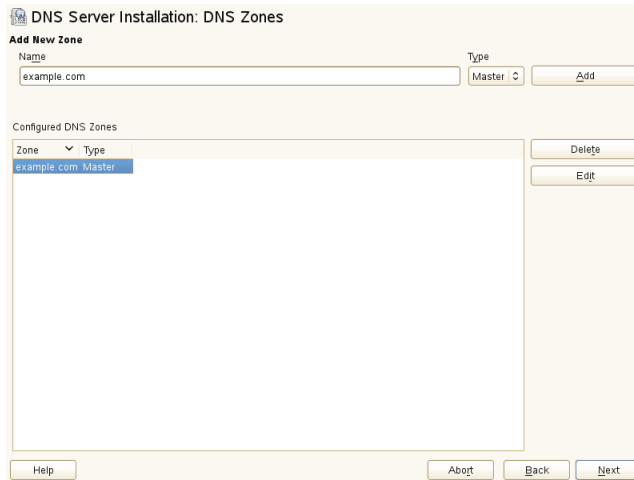 DNS Server Installation: DNS Zones
Add New Zone
Name Type
example.com Master Add
Configured DNS Zones
Zone Type Delete
example.com Master Edit
Help Abort Back Next